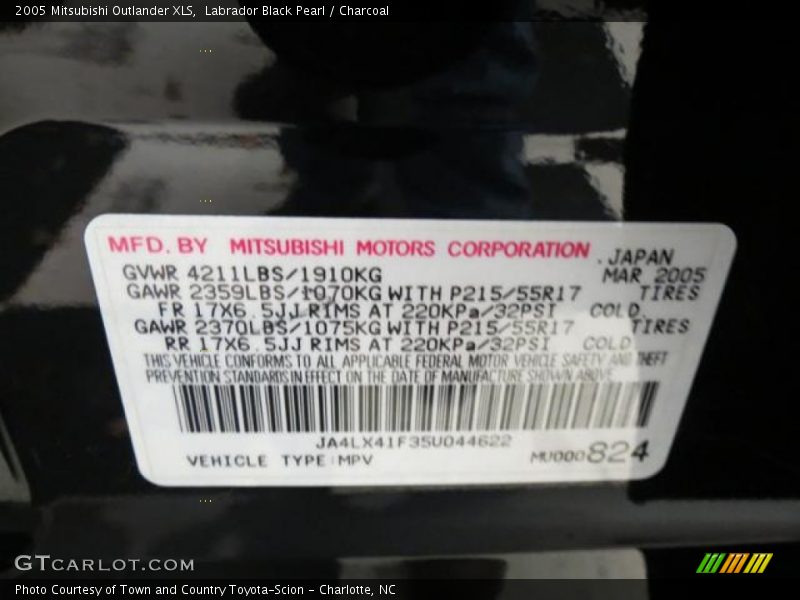 2005 Mitsubishi Outlander XLS,  Labrador Black Pearl / Charcoal
MFD. BY MITSUBISHI MOTORS CORPORATION . JAPAN
GVWR 4211LBS/1910KG MAR 2005
GAWR 2359LBS/1070KG WITH P215/55R17 TIRES
FR 17X6.5JJ RIMS AT 220KPa/32PSI COLD.
GAWR 2370LBS/1075KG WITH P215/55R17 TIRES
RR 17X6.5JJ RIMS AT 220KPa/32PSI COLD.
THIS VEHICLE CONFORMS TO ALL APPLICABLE FEDERAL MOTOR VEHICLE SAFETY AND THEFT
PREVENTION STANDARDS IN EFFECT ON THE DATE OF MANUFACTURE SHOWN ABOVE.
JA4LX41F35U044622
VEHICLE TYPE:MPV MU000824
GTCARLOT.COM
Photo Courtesy of Town and Country Toyota-Scion - Charlotte, NC